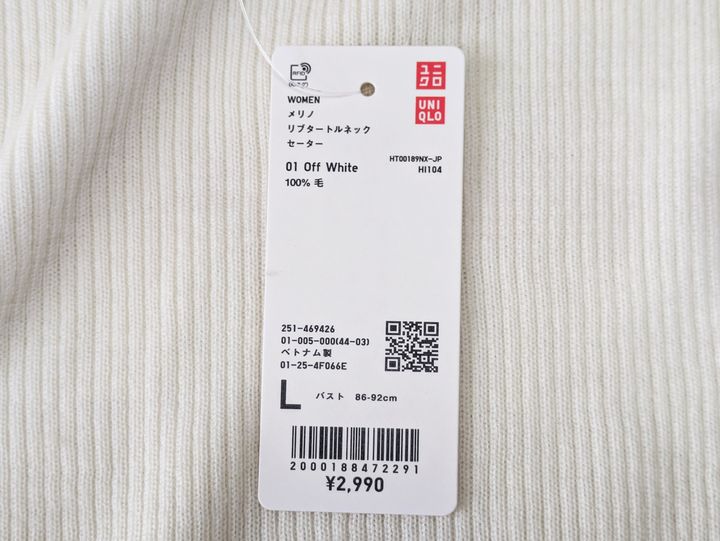 RFID
ユニ
クロ
UNI
QLO
WOMEN
メリノ
リブタートルネック
セーター
HT00189NX-JP
01 Off White
HI104
100% 毛
251-469426
01-005-000(44-03)
ベトナム製
01-25-4F066E
L バスト 86-92cm
2000188472291
¥2,990